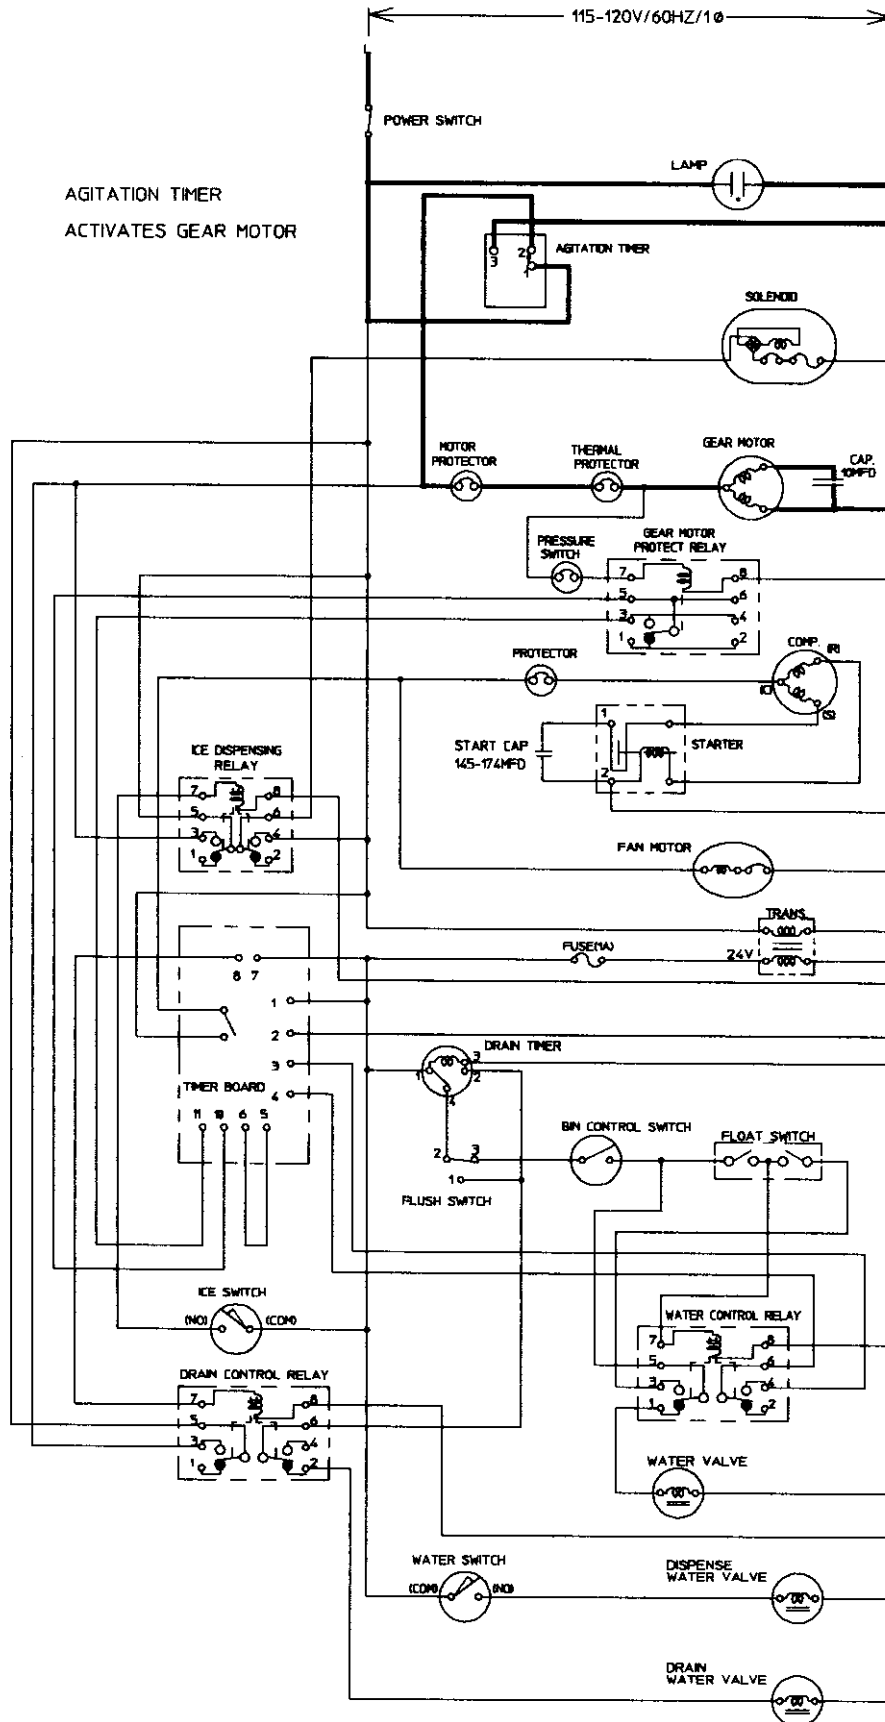 115-120V/60HZ/1ø
L
POWER SWITCH
LAMP
AGITATION TIMER
ACTIVATES GEAR MOTOR
3 2 1
AGITATION TIMER
SOLENOID
MOTOR
PROTECTOR
THERMAL
PROTECTOR
GEAR MOTOR
CAP.
10MFD
PRESSURE
SWITCH
GEAR MOTOR
PROTECT RELAY
7 8
5 6
3 4
1 2
PROTECTOR
COMP.
(R)
(C)
(S)
START CAP
145-174MFD
1
2
STARTER
ICE DISPENSING
RELAY
7 8
5 6
3 4
1 2
FAN MOTOR
TRANS.
FUSE(1A)
24V
8 7
1
2
3
4
TIMER BOARD
11 10 6 5
DRAIN TIMER
1 3
2
4
BIN CONTROL SWITCH
FLOAT SWITCH
2 3
1
FLUSH SWITCH
ICE SWITCH
(NO) (COM)
WATER CONTROL RELAY
7 8
5 6
3 4
1 2
DRAIN CONTROL RELAY
7 8
5 6
3 4
1 2
WATER VALVE
WATER SWITCH
(COM) (NO)
DISPENSE
WATER VALVE
DRAIN
WATER VALVE